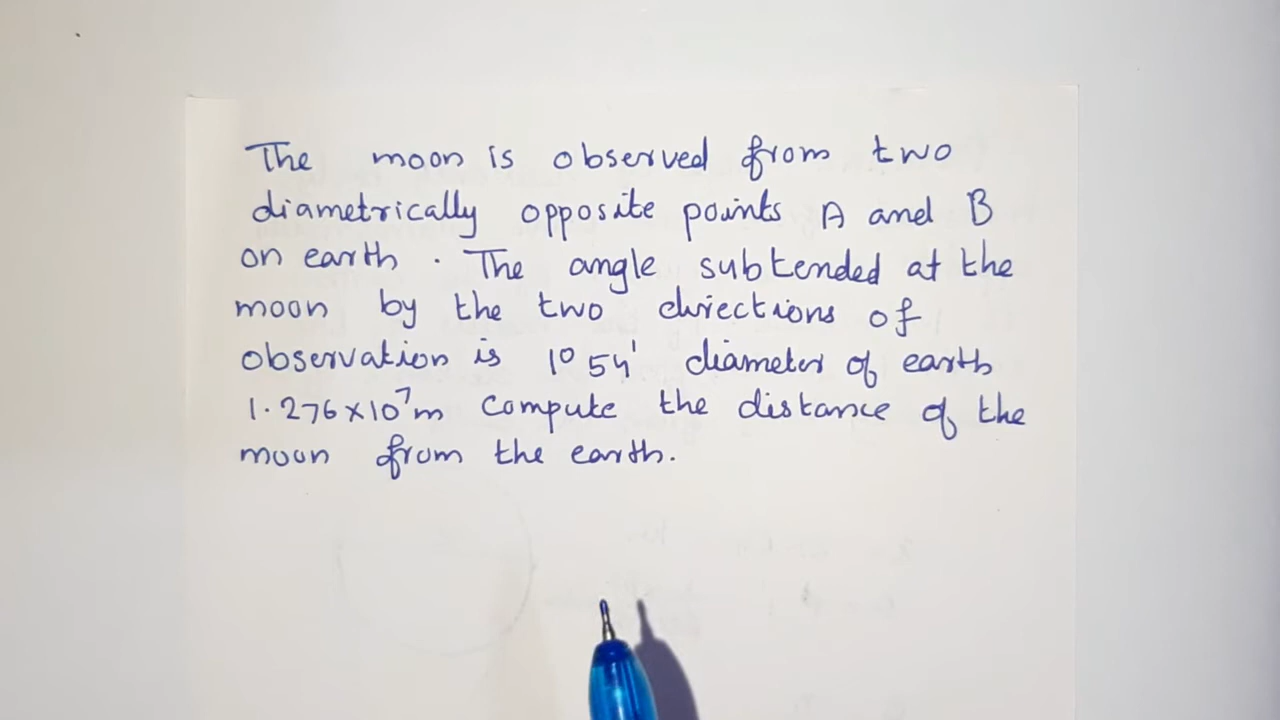 The moon is observed from two
diametrically opposite points A and B
on earth . The angle subtended at the
moon by the two directions of
observation is 1° 54' diameter of earth
1.276×10⁷m compute the distance of the
moon from the earth.